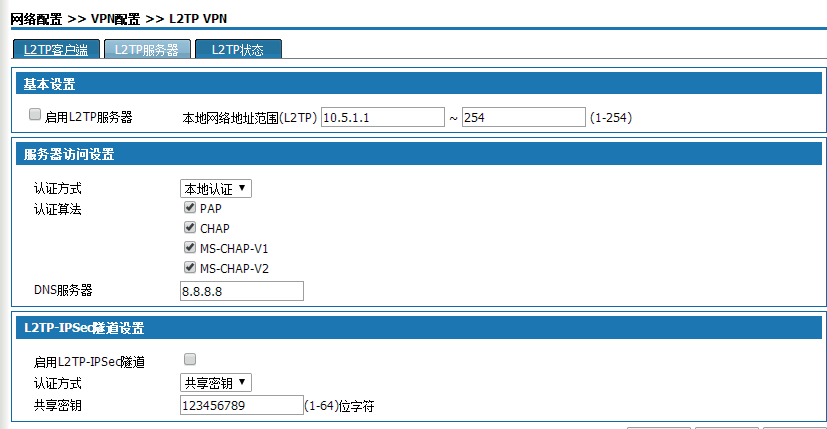 网络配置 >> VPN配置 >> L2TP VPN
L2TP客户端 L2TP服务器 L2TP状态
基本设置
启用L2TP服务器 本地网络地址范围(L2TP) 10.5.1.1 ~ 254 (1-254)
服务器访问设置
认证方式 本地认证
认证算法 PAP
CHAP
MS-CHAP-V1
MS-CHAP-V2
DNS服务器 8.8.8.8
L2TP-IPSec隧道设置
启用L2TP-IPSec隧道
认证方式 共享密钥
共享密钥 123456789 (1-64)位字符